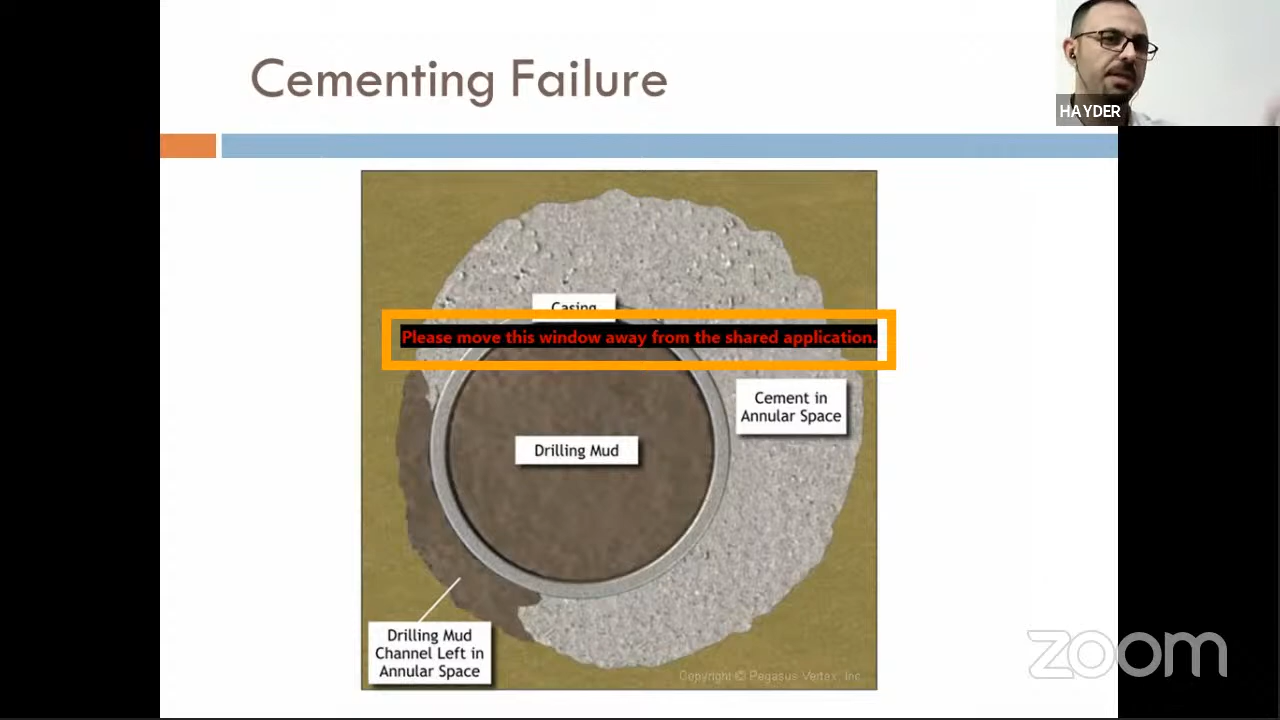 Cementing Failure
HAYDER
Casing
Please move this window away from the shared application.
Cement in
Annular Space
Drilling Mud
Drilling Mud
Channel Left in
Annular Space
Copyright © Pegasus Vertex, Inc.
zoom